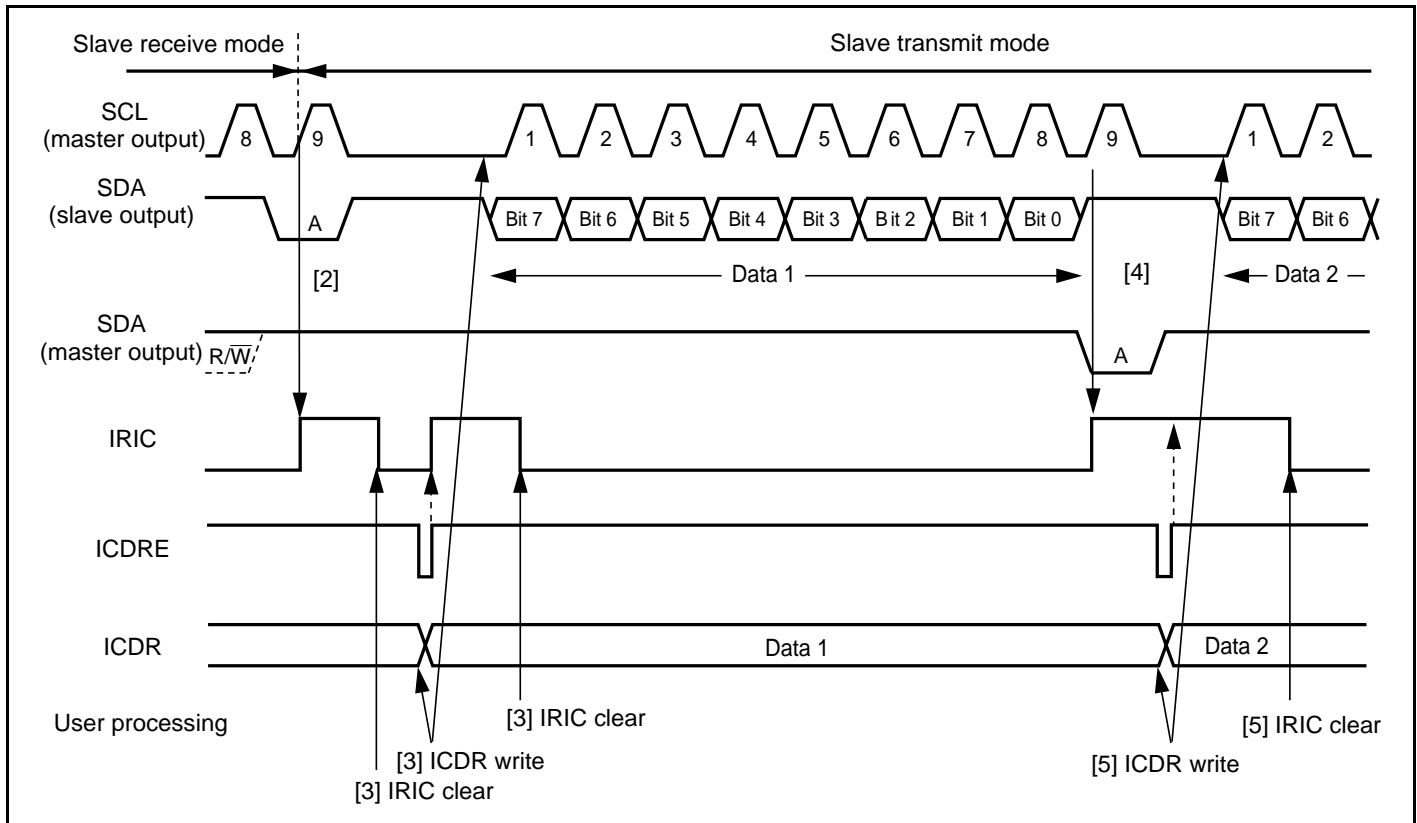 Slave receive mode
Slave transmit mode
SCL
(master output)
8 9 1 2 3 4 5 6 7 8 9 1 2
SDA
(slave output)
A Bit 7 Bit 6 Bit 5 Bit 4 Bit 3 Bit 2 Bit 1 Bit 0 Bit 7 Bit 6
[2]
Data 1
[4]
Data 2
SDA
(master output)
R/W̅
A
IRIC
ICDRE
ICDR
Data 1
Data 2
User processing
[3] IRIC clear
[5] IRIC clear
[3] ICDR write
[5] ICDR write
[3] IRIC clear